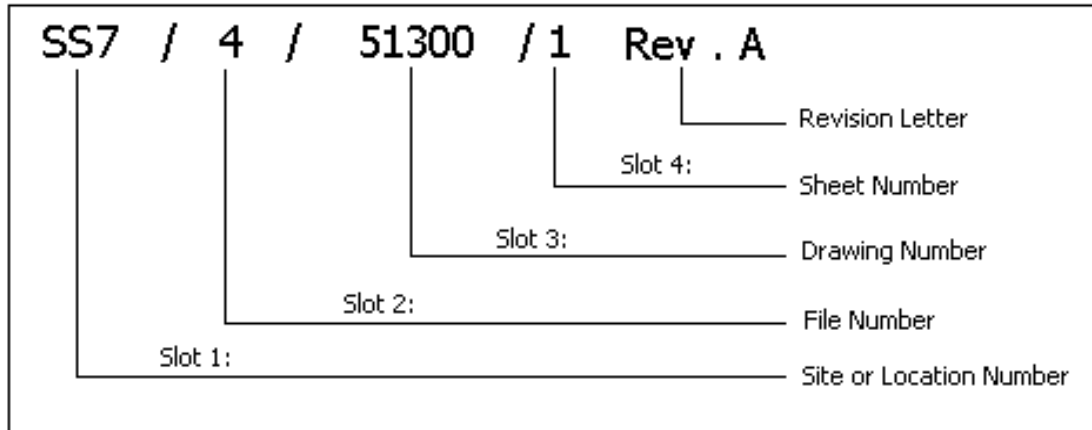 SS7 / 4 / 51300 / 1 Rev . A
Revision Letter
Slot 4:
Sheet Number
Slot 3:
Drawing Number
Slot 2:
File Number
Slot 1:
Site or Location Number